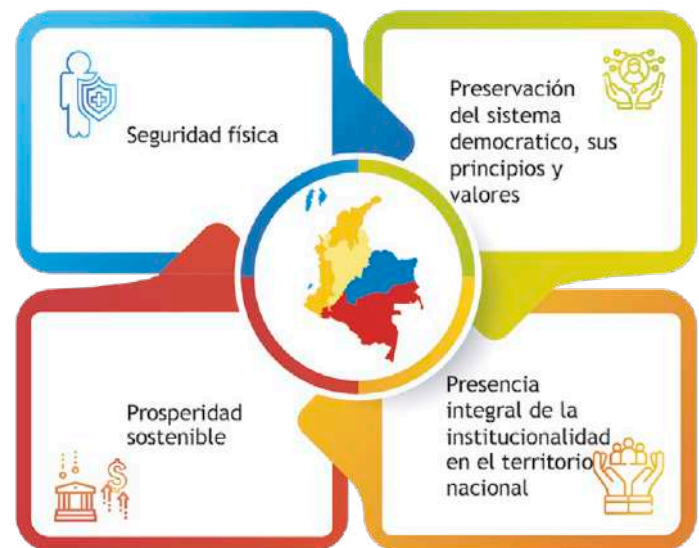 Seguridad física
Preservación
del sistema
democratico, sus
principios y
valores
Prosperidad
sostenible
Presencia
integral de la
institucionalidad
en el territorio
nacional